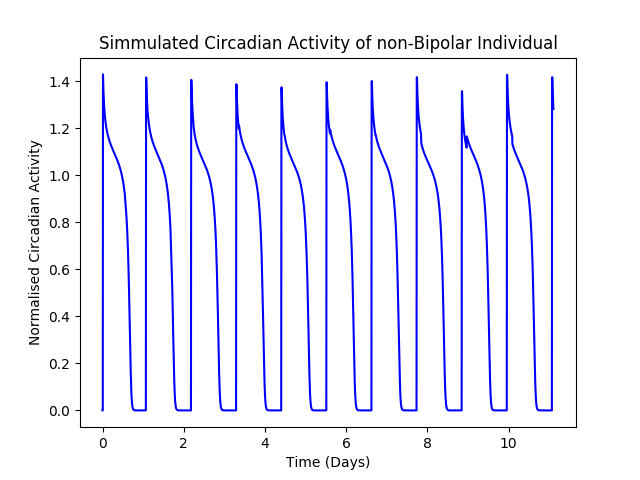 Simmulated Circadian Activity of non-Bipolar Individual
Normalised Circadian Activity
1.4
1.2
1.0
0.8
0.6
0.4
0.2
0.0
0 2 4 6 8 10
Time (Days)